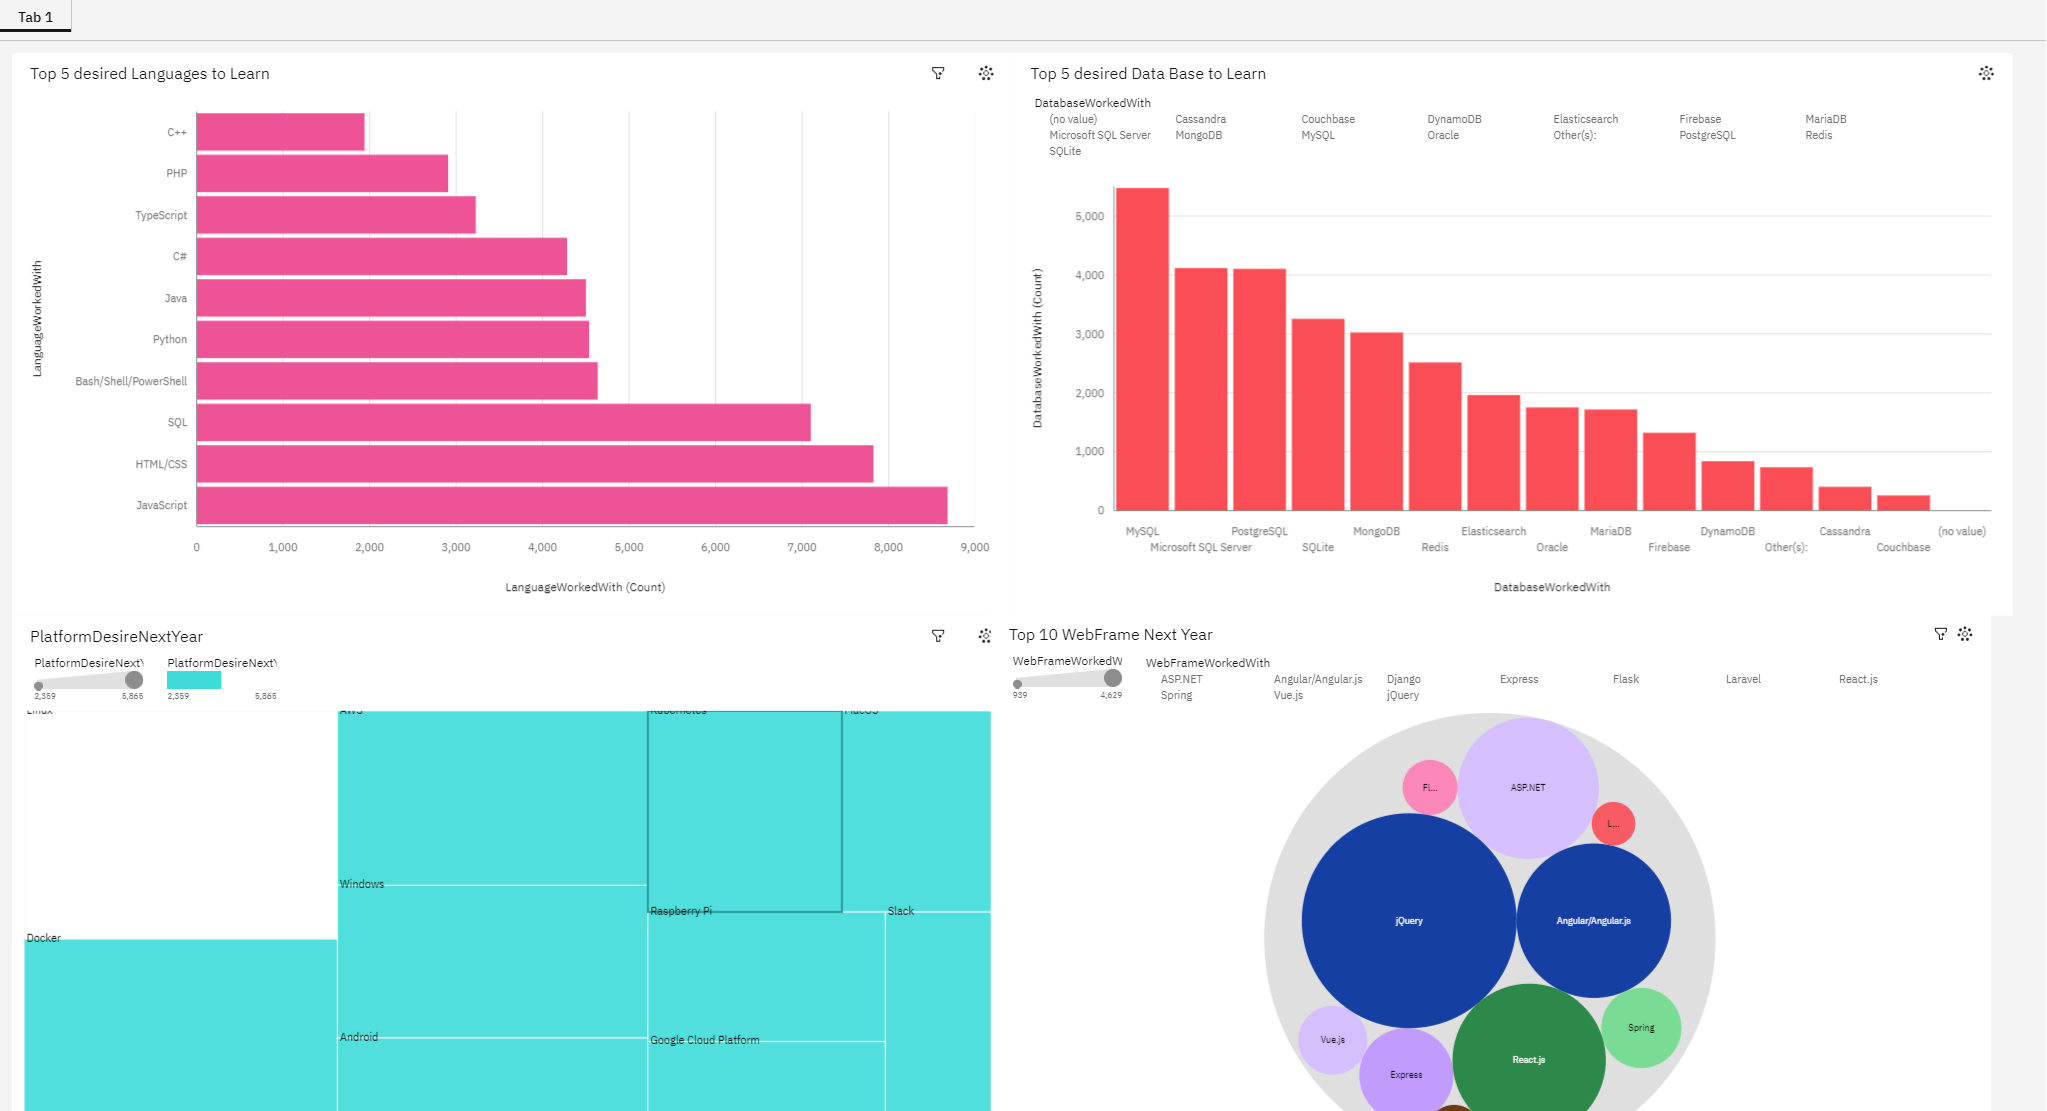 Tab 1
Top 5 desired Languages to Learn
LanguageWorkedWith
C++
PHP
TypeScript
C#
Java
Python
Bash/Shell/PowerShell
SQL
HTML/CSS
JavaScript
0 1,000 2,000 3,000 4,000 5,000 6,000 7,000 8,000 9,000
LanguageWorkedWith (Count)
Top 5 desired Data Base to Learn
DatabaseWorkedWith
(no value) Cassandra Couchbase DynamoDB Elasticsearch Firebase MariaDB
Microsoft SQL Server MongoDB MySQL Oracle Other(s): PostgreSQL Redis
SQLite
DatabaseWorkedWith (Count)
5,000
4,000
3,000
2,000
1,000
0
MySQL PostgreSQL MongoDB Elasticsearch MariaDB DynamoDB Cassandra (no value)
Microsoft SQL Server SQLite Redis Oracle Firebase Other(s): Couchbase
DatabaseWorkedWith
PlatformDesireNextYear
PlatformDesireNext PlatformDesireNext
2,359 5,865 2,359 5,865
Linux AWS Kubernetes MacOS
Windows
Raspberry Pi Slack
Docker
Android
Google Cloud Platform
Top 10 WebFrame Next Year
WebFrameWorkedW WebFrameWorkedWith
939 4,629
ASP.NET Angular/Angular.js Django Express Flask Laravel React.js
Spring Vue.js jQuery
Fl... ASP.NET
L...
jQuery Angular/Angular.js
Spring
Vue.js
React.js
Express